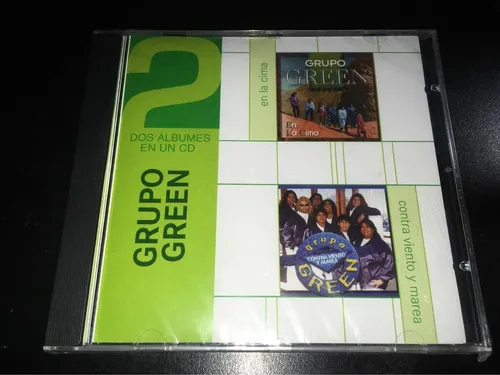 2
DOS ÁLBUMES
EN UN CD
GRUPO
GREEN
en la cima
GRUPO
GREEN
En
La Cima
contra viento y marea
grupo
CONTRA VIENTO
Y MAREA
GREEN